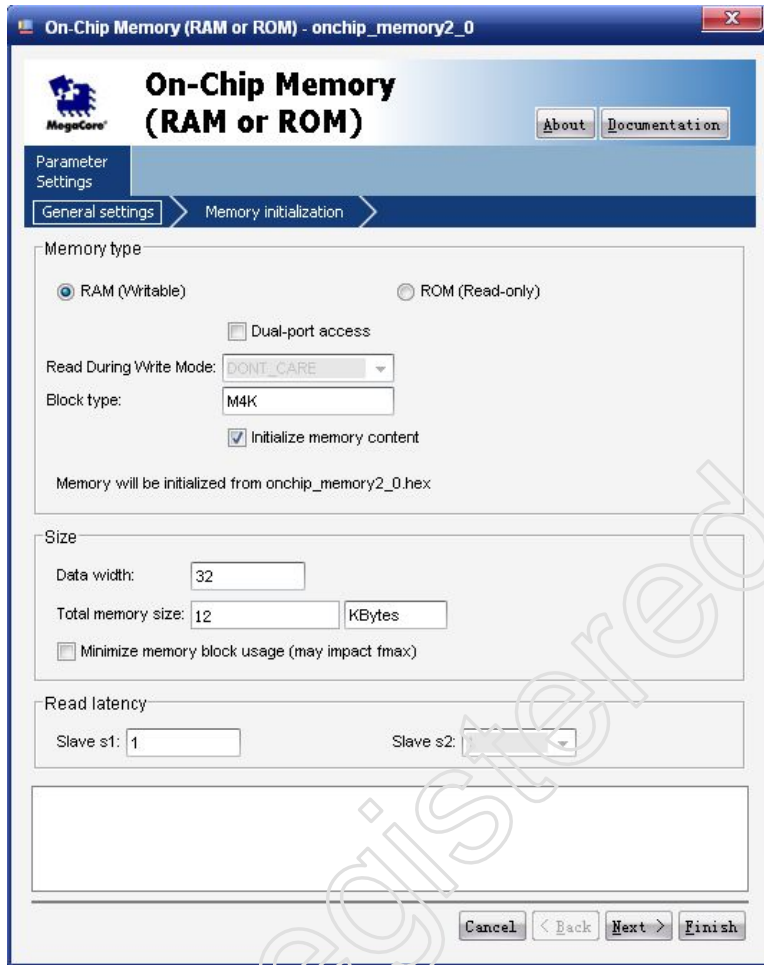 On-Chip Memory (RAM or ROM) - onchip_memory2_0
On-Chip Memory
(RAM or ROM)
MegaCore®
About Documentation
Parameter
Settings
General settings Memory initialization
Memory type
RAM (Writable) ROM (Read-only)
Dual-port access
Read During Write Mode: DONT_CARE
Block type: M4K
Initialize memory content
Memory will be initialized from onchip_memory2_0.hex
Size
Data width: 32
Total memory size: 12 KBytes
Minimize memory block usage (may impact fmax)
Read latency
Slave s1: 1 Slave s2:
Cancel < Back Next > Finish
egistered